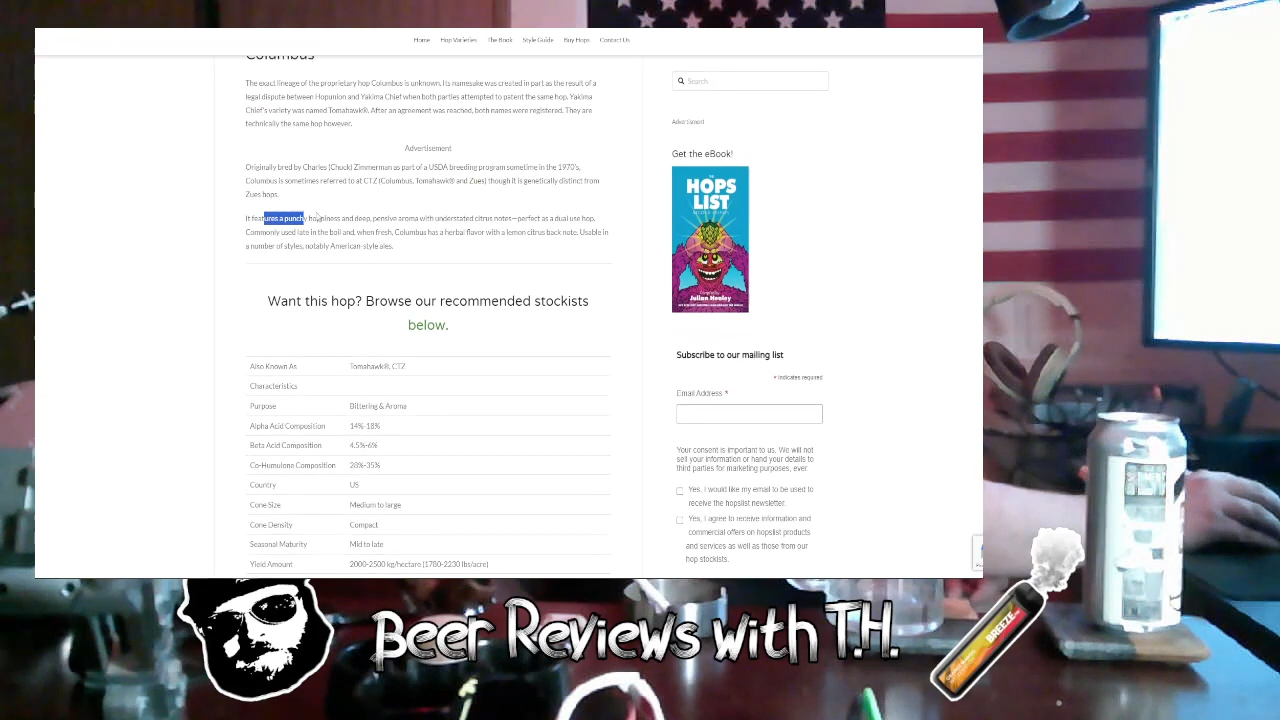 Home Hop Varieties The Book Style Guide Buy Hops Contact Us
Columbus
The exact lineage of the proprietary hop Columbus is unknown. Its namesake was created in part as the result of a
legal dispute between Hopunion and Yakima Chief when both parties attempted to patent the same hop, Yakima
Chief's variety was named Tomahawk®. After an agreement was reached, both names were registered. They are
technically the same hop however.
Advertisement
Originally bred by Charles (Chuck) Zimmerman as part of a USDA breeding program sometime in the 1970's,
Columbus is sometimes referred to at CTZ (Columbus, Tomahawk® and Zues) though it is genetically distinct from
Zues hops.
It features a punchy hoppiness and deep, pensive aroma with understated citrus notes—perfect as a dual use hop.
Commonly used late in the boil and, when fresh, Columbus has a herbal flavor with a lemon citrus back note. Usable in
a number of styles, notably American-style ales.
Want this hop? Browse our recommended stockists
below.
Also Known As Tomahawk®, CTZ
Characteristics
Purpose Bittering & Aroma
Alpha Acid Composition 14%-18%
Beta Acid Composition 4.5%-6%
Co-Humulone Composition 28%-35%
Country US
Cone Size Medium to large
Cone Density Compact
Seasonal Maturity Mid to late
Yield Amount 2000-2500 kg/hectare (1780-2230 lbs/acre)
Search
Advertisment
Get the eBook!
THE
HOPS
LIST
Julian Healey
Subscribe to our mailing list
* indicates required
Email Address *
Your consent is important to us. We will not
sell your information or hand your details to
third parties for marketing purposes, ever.
Yes, I would like my email to be used to
receive the hopslist newsletter.
Yes, I agree to receive information and
commercial offers on hopslist products
and services as well as those from our
hop stockists.
Beer Reviews with T.H.
BREEZE